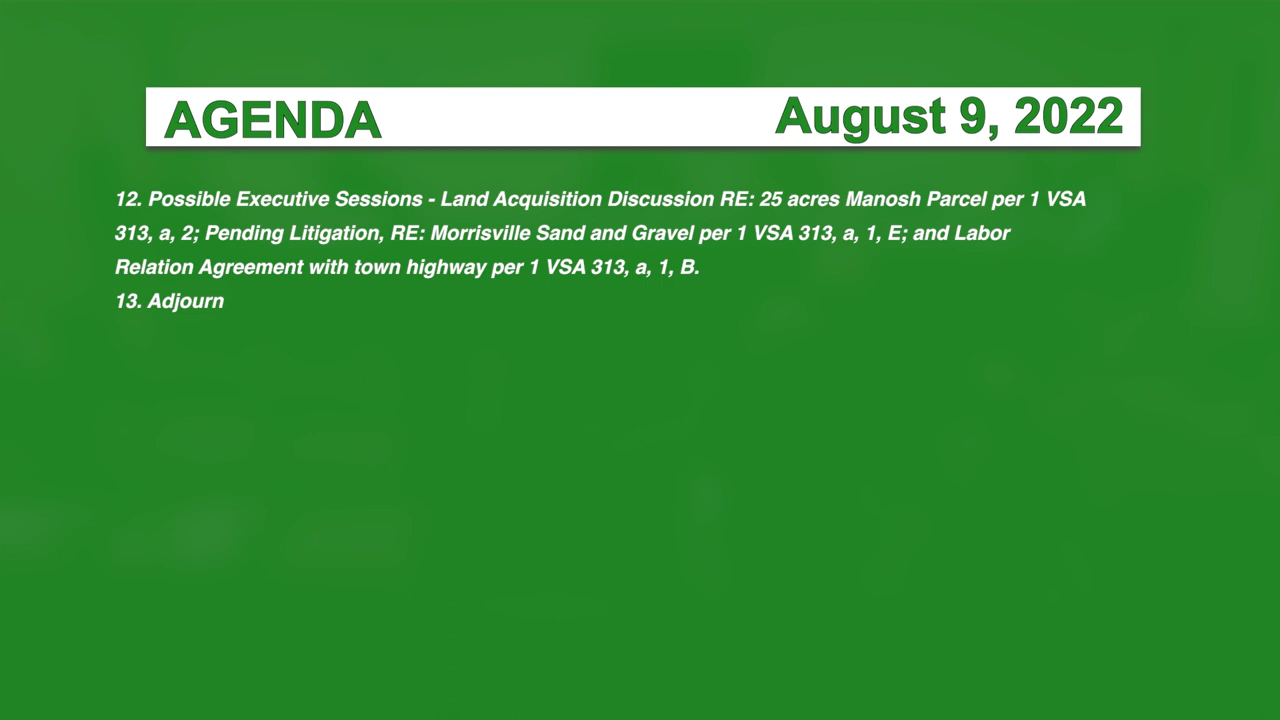 AGENDA August 9, 2022
12. Possible Executive Sessions - Land Acquisition Discussion RE: 25 acres Manosh Parcel per 1 VSA
313, a, 2; Pending Litigation, RE: Morrisville Sand and Gravel per 1 VSA 313, a, 1, E; and Labor
Relation Agreement with town highway per 1 VSA 313, a, 1, B.
13. Adjourn